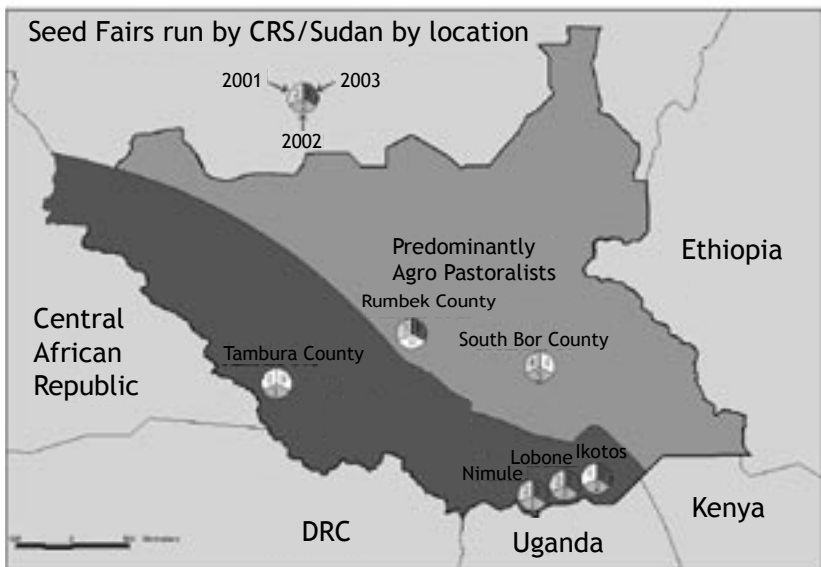 Seed Fairs run by CRS/Sudan by location
2001
2003
2002
Predominantly
Agro Pastoralists
Ethiopia
Rumbek County
Central
African
Republic
Tambura County
South Bor County
Lobone
Ikotos
Nimule
DRC
Uganda
Kenya